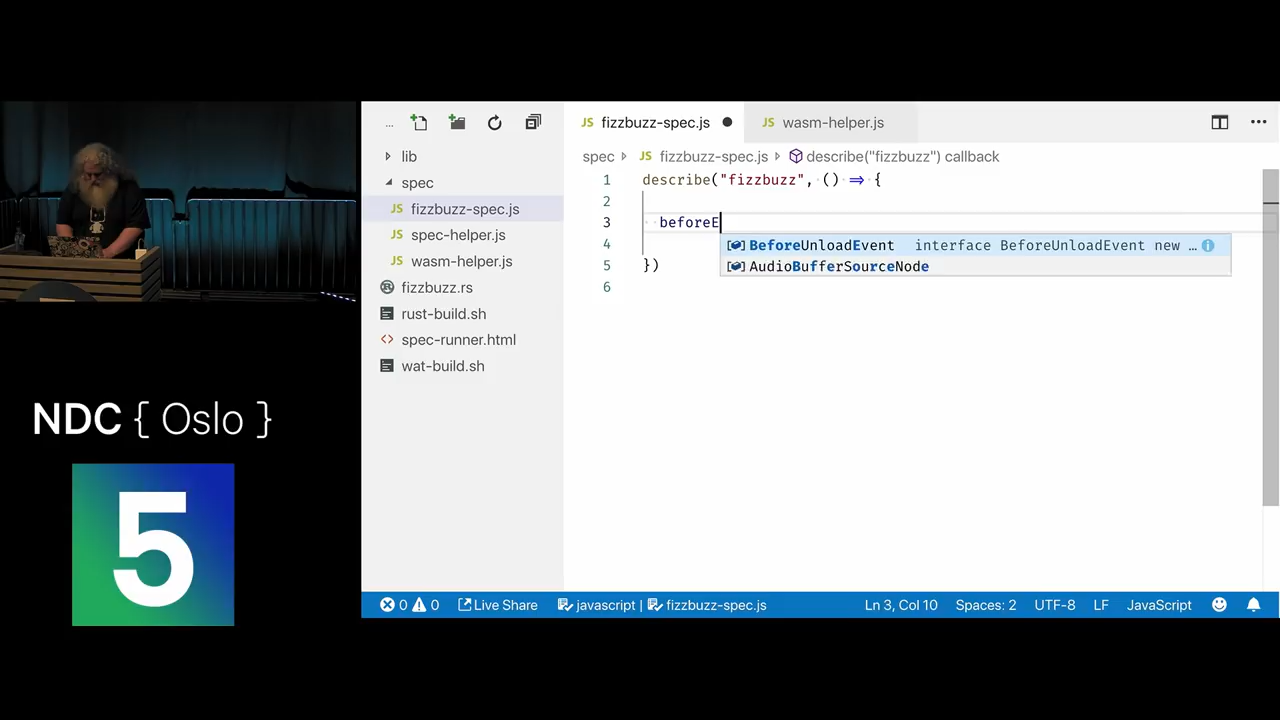 NDC { Oslo }
5
...
lib
spec
JS fizzbuzz-spec.js
JS spec-helper.js
JS wasm-helper.js
fizzbuzz.rs
rust-build.sh
<> spec-runner.html
wat-build.sh
JS fizzbuzz-spec.js ●
JS wasm-helper.js
...
spec JS fizzbuzz-spec.js describe("fizzbuzz") callback
1 describe("fizzbuzz", () => {
2
3 beforeE
BeforeUnloadEvent interface BeforeUnloadEvent new …
AudioBufferSourceNode
4
5 })
6
0 0 Live Share javascript | fizzbuzz-spec.js Ln 3, Col 10 Spaces: 2 UTF-8 LF JavaScript